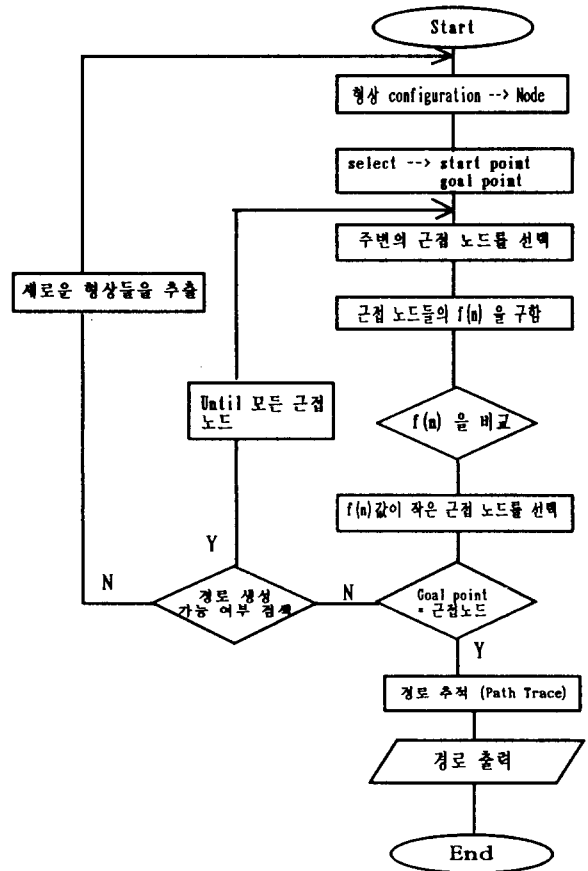 Start
형상 configuration --> Node
select --> start point
goal point
주변의 근접 노드를 선택
새로운 형상들을 추출
근접 노드들의 f(n) 을 구함
Until 모든 근접
노드
f(n) 을 비교
f(n)값이 작은 근접 노드를 선택
Y
N
경로 생성
가능 여부 검색
N
Goal point
= 근접노드
Y
경로 추적 (Path Trace)
경로 출력
End